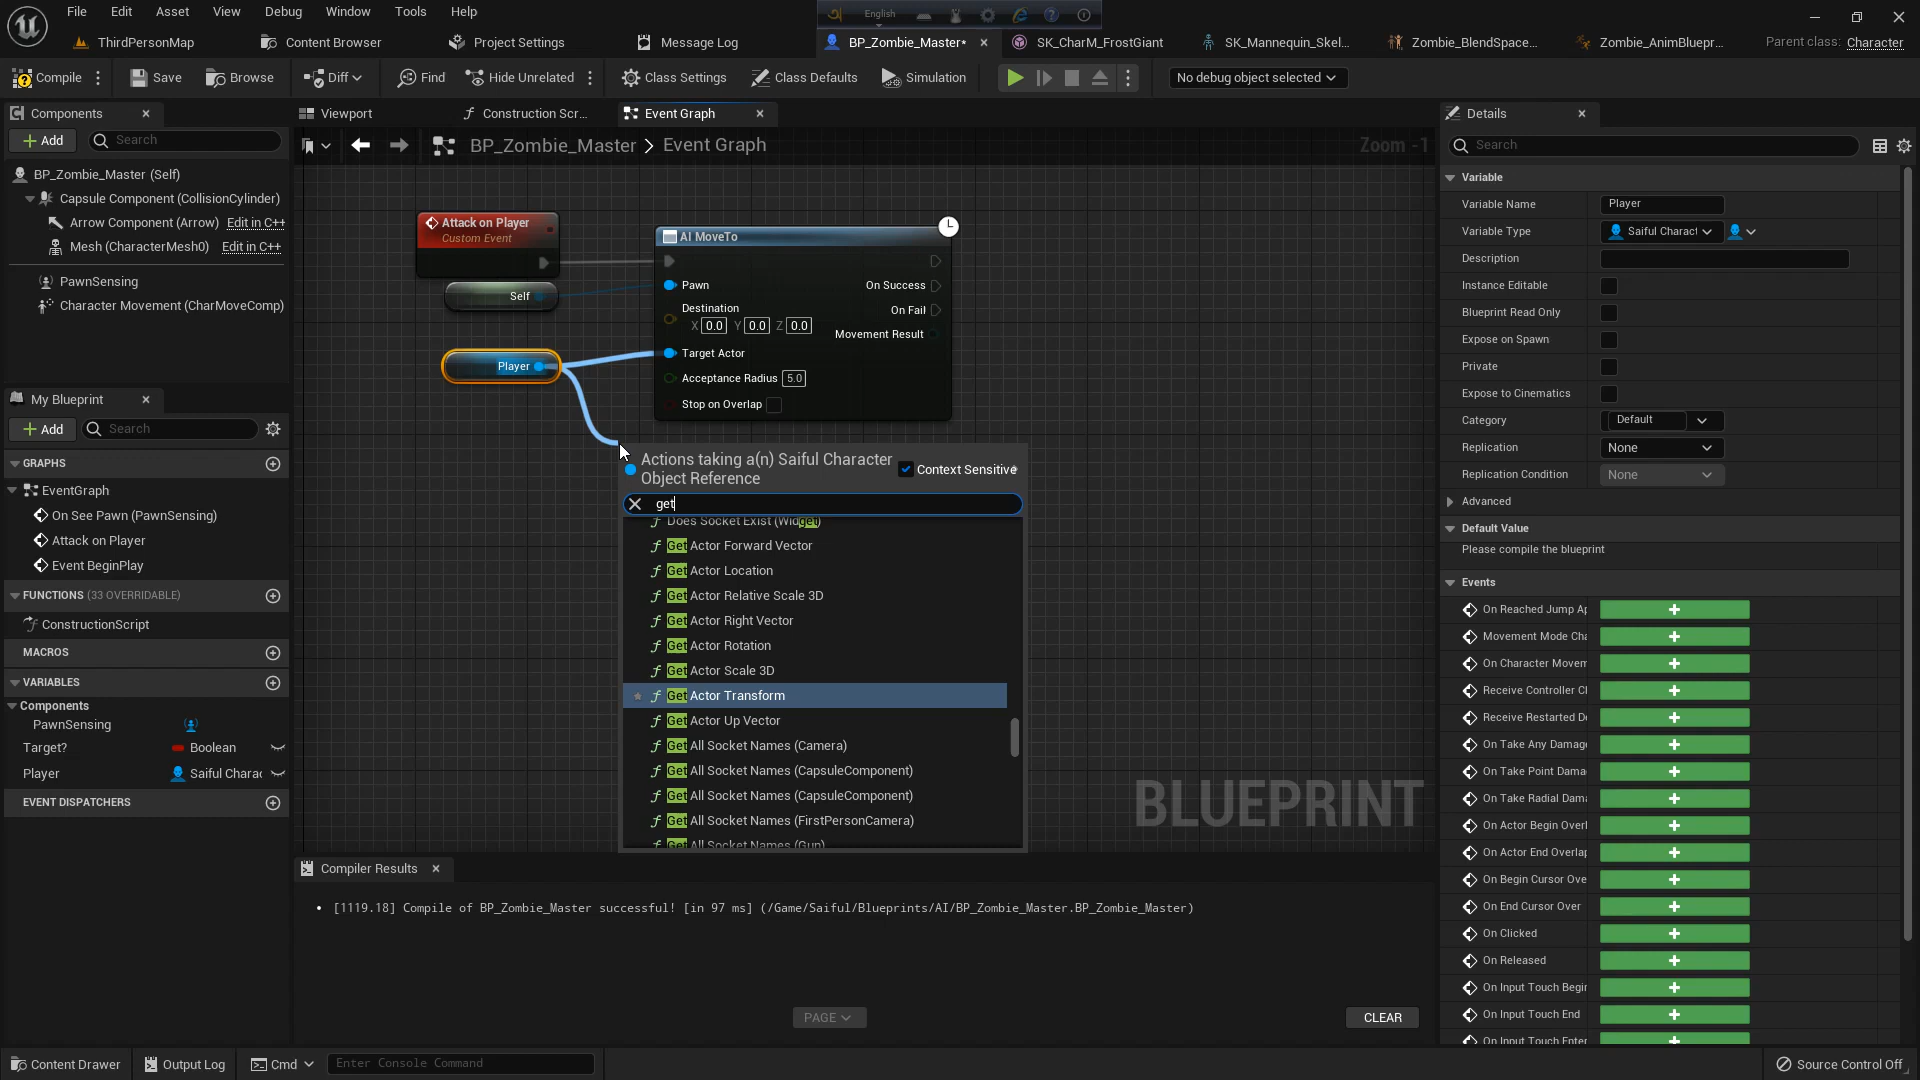 File Edit Asset View Debug Window Tools Help
English
ThirdPersonMap
Content Browser
Project Settings
Message Log
BP_Zombie_Master*
SK_CharM_FrostGiant
SK_Mannequin_Skel...
Zombie_BlendSpace...
Zombie_AnimBluepr...
Parent class: Character
Compile
Save
Browse
Diff
Find
Hide Unrelated
Class Settings
Class Defaults
Simulation
No debug object selected
Components
Add
Search
BP_Zombie_Master (Self)
Capsule Component (CollisionCylinder)
Arrow Component (Arrow) Edit in C++
Mesh (CharacterMesh0) Edit in C++
PawnSensing
Character Movement (CharMoveComp)
My Blueprint
Add
Search
GRAPHS
EventGraph
On See Pawn (PawnSensing)
Attack on Player
Event BeginPlay
FUNCTIONS (33 OVERRIDABLE)
ConstructionScript
MACROS
VARIABLES
Components
PawnSensing
Target? Boolean
Player Saiful Charac
EVENT DISPATCHERS
Viewport
Construction Scr...
Event Graph
BP_Zombie_Master > Event Graph
Zoom -1
Attack on Player
Custom Event
Self
Player
AI MoveTo
Pawn
On Success
Destination
X 0.0 Y 0.0 Z 0.0
On Fail
Movement Result
Target Actor
Acceptance Radius 5.0
Stop on Overlap
Actions taking a(n) Saiful Character
Object Reference
Context Sensitive
get
Does Socket Exist (Widget)
Get Actor Forward Vector
Get Actor Location
Get Actor Relative Scale 3D
Get Actor Right Vector
Get Actor Rotation
Get Actor Scale 3D
Get Actor Transform
Get Actor Up Vector
Get All Socket Names (Camera)
Get All Socket Names (CapsuleComponent)
Get All Socket Names (CapsuleComponent)
Get All Socket Names (FirstPersonCamera)
Get All Socket Names (Gun)
BLUEPRINT
Compiler Results
[1119.18] Compile of BP_Zombie_Master successful! [in 97 ms] (/Game/Saiful/Blueprints/AI/BP_Zombie_Master.BP_Zombie_Master)
PAGE
CLEAR
Details
Search
Variable
Variable Name Player
Variable Type Saiful Charact
Description
Instance Editable
Blueprint Read Only
Expose on Spawn
Private
Expose to Cinematics
Category Default
Replication None
Replication Condition None
Advanced
Default Value
Please compile the blueprint
Events
On Reached Jump Ap
Movement Mode Cha
On Character Movem
Receive Controller Cl
Receive Restarted De
On Take Any Damage
On Take Point Dama
On Take Radial Dama
On Actor Begin Overl
On Actor End Overlap
On Begin Cursor Ove
On End Cursor Over
On Clicked
On Released
On Input Touch Begin
On Input Touch End
On Input Touch Enter
Content Drawer
Output Log
Cmd
Enter Console Command
Source Control Off